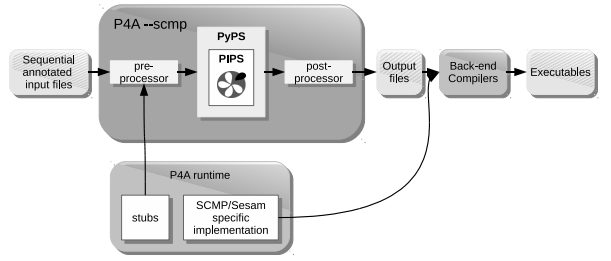 P4A --scmp
PyPS
PIPS
Sequential
annotated
input files
pre-
processor
post-
processor
Output
files
Back-end
Compilers
Executables
P4A runtime
stubs
SCMP/Sesam
specific
implementation